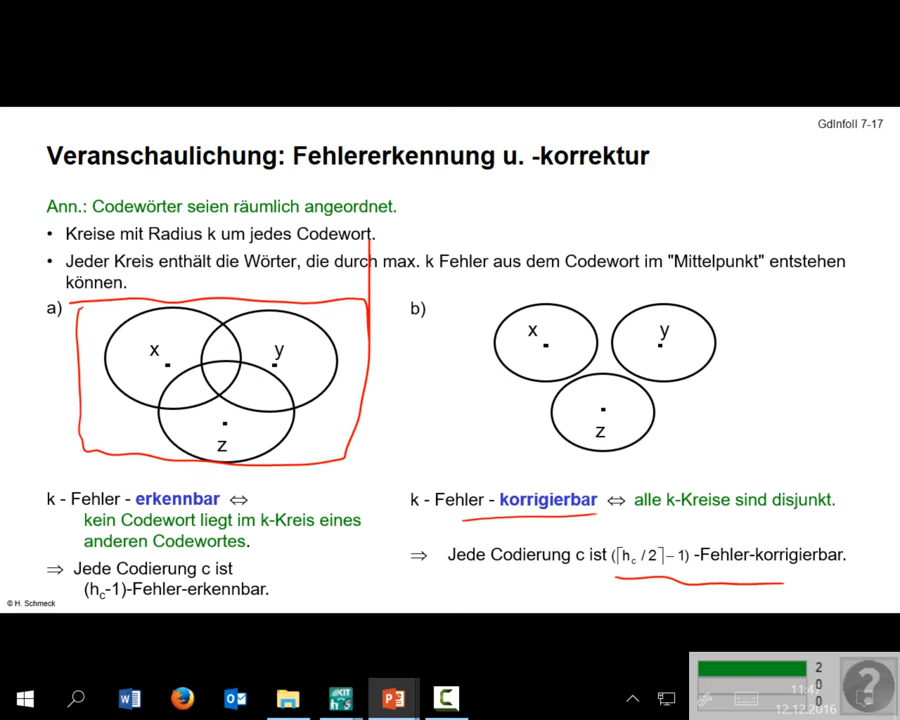 GdInfoII 7-17
Veranschaulichung: Fehlererkennung u. -korrektur
Ann.: Codewörter seien räumlich angeordnet.
• Kreise mit Radius k um jedes Codewort.
• Jeder Kreis enthält die Wörter, die durch max. k Fehler aus dem Codewort im "Mittelpunkt" entstehen
können.
a)
x
y
z
b)
x
y
z
k - Fehler - erkennbar ⇔
kein Codewort liegt im k-Kreis eines
anderen Codewortes.
⇒ Jede Codierung c ist
(hc-1)-Fehler-erkennbar.
k - Fehler - korrigierbar ⇔ alle k-Kreise sind disjunkt.
⇒ Jede Codierung c ist (⌈hc / 2⌉ – 1) -Fehler-korrigierbar.
© H. Schmeck
2
0
0
12.12.2016